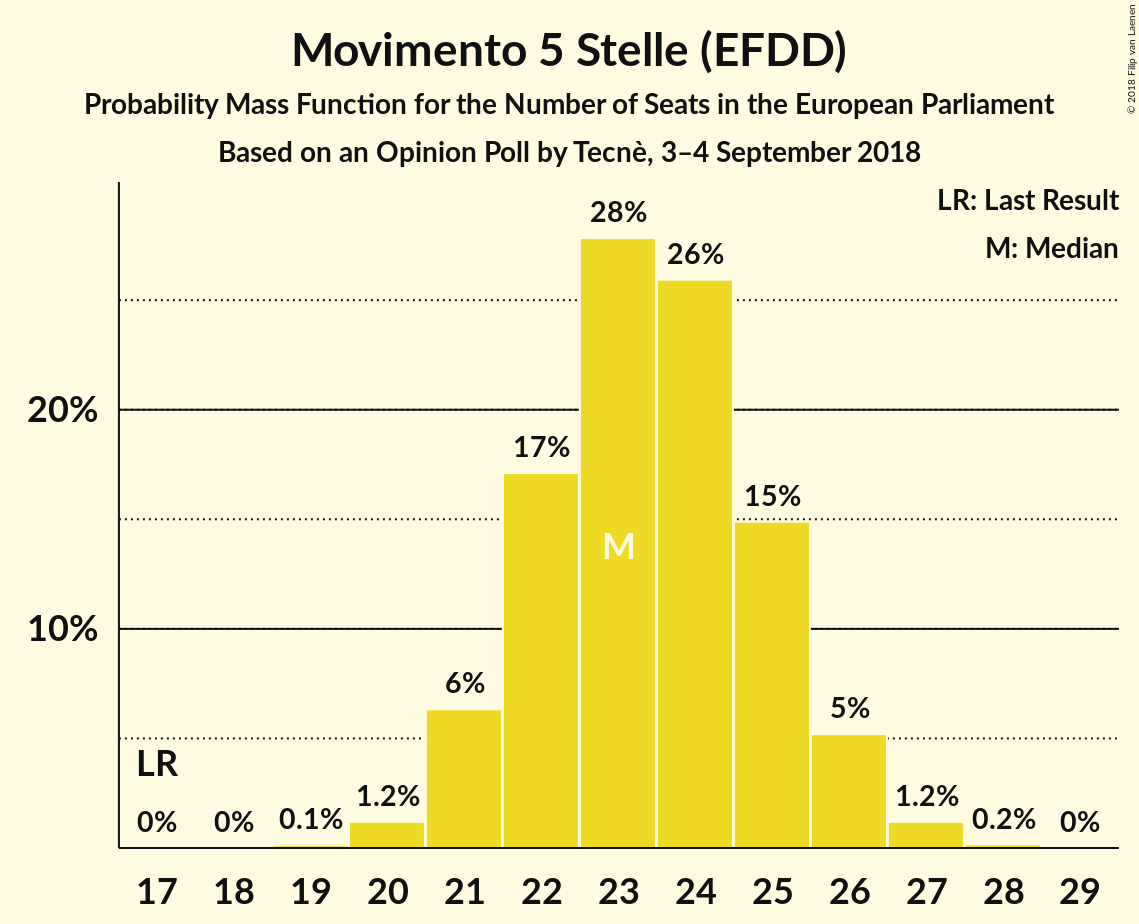 Movimento 5 Stelle (EFDD)
Probability Mass Function for the Number of Seats in the European Parliament
Based on an Opinion Poll by Tecnè, 3–4 September 2018
© 2018 Filip van Laenen
LR: Last Result
M: Median
28%
26%
20%
17%
15%
M
10%
6%
5%
LR
1.2%
1.2%
0%
0%
0.1%
0.2%
0%
17 18 19 20 21 22 23 24 25 26 27 28 29